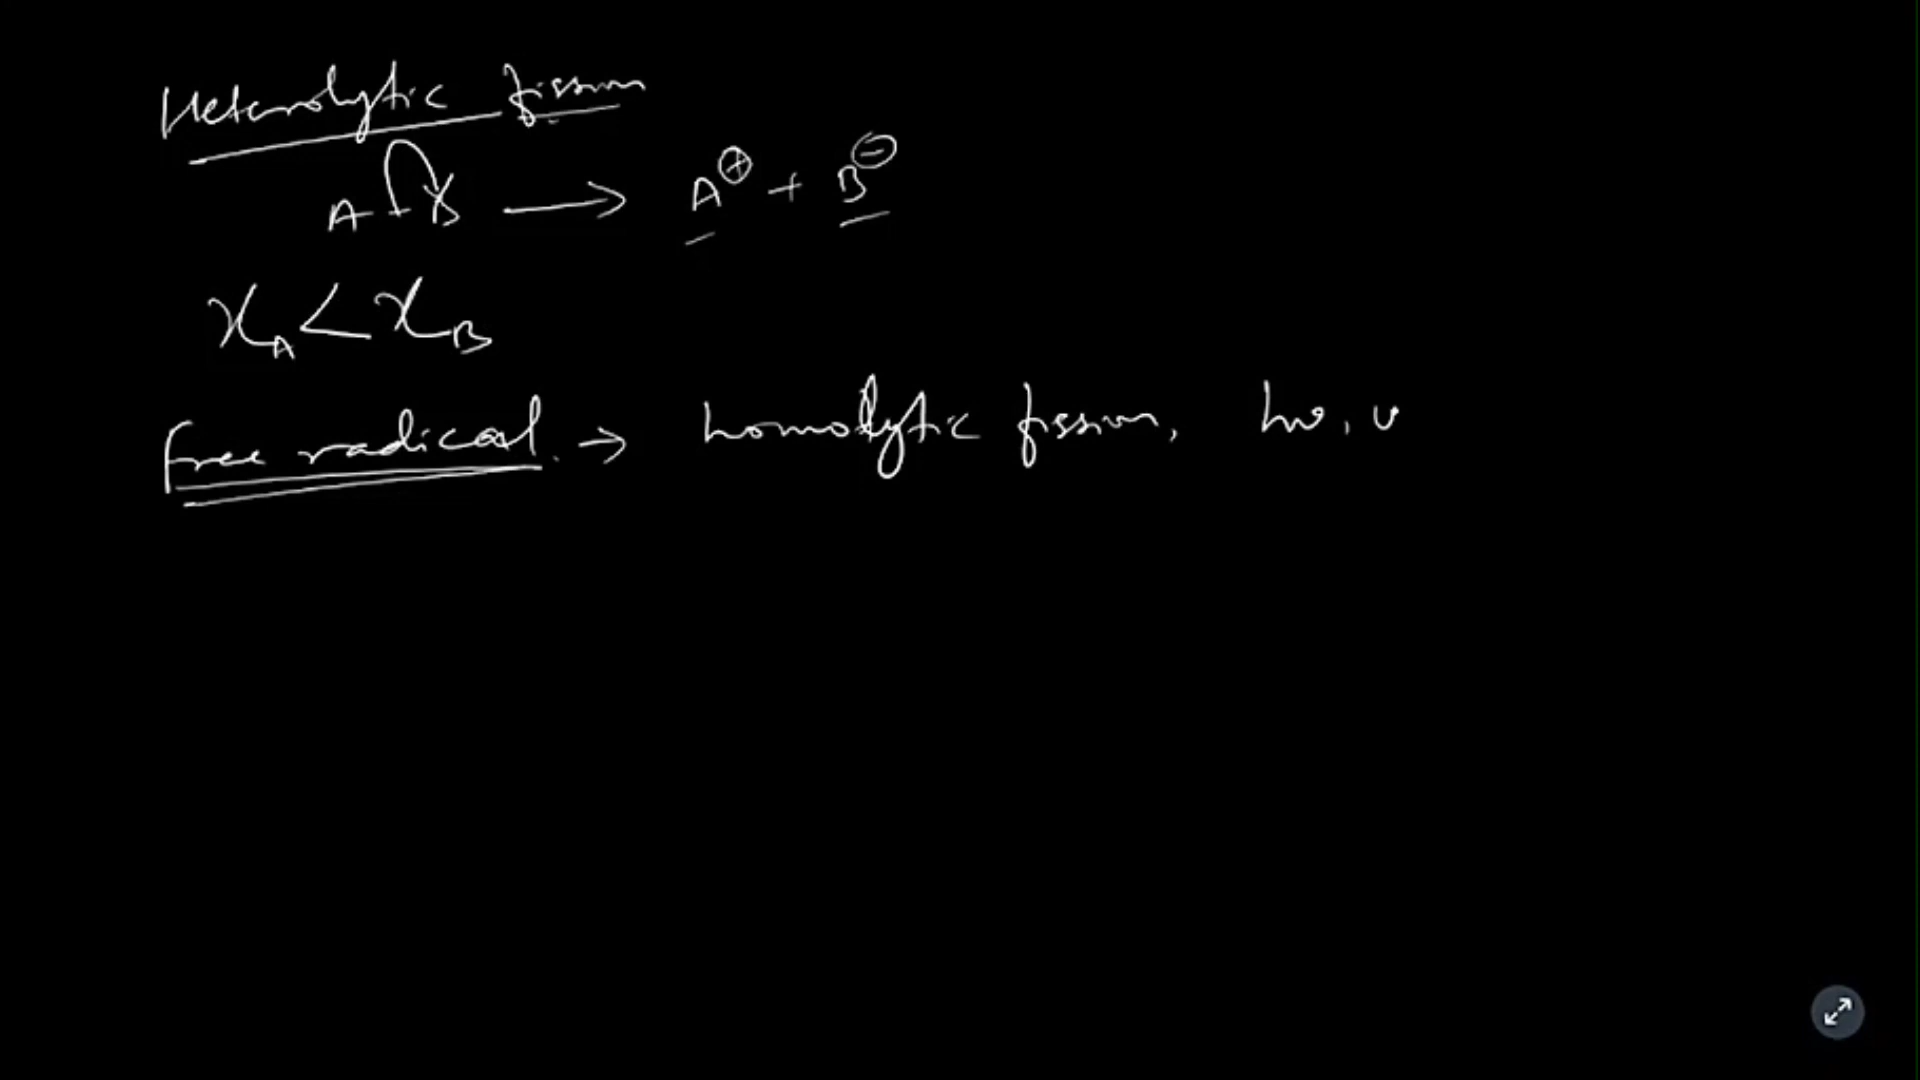 Heterolytic fission
A-B → A⊕ + B⊖
χA < χB
free radical. → homolytic fission, hν, u